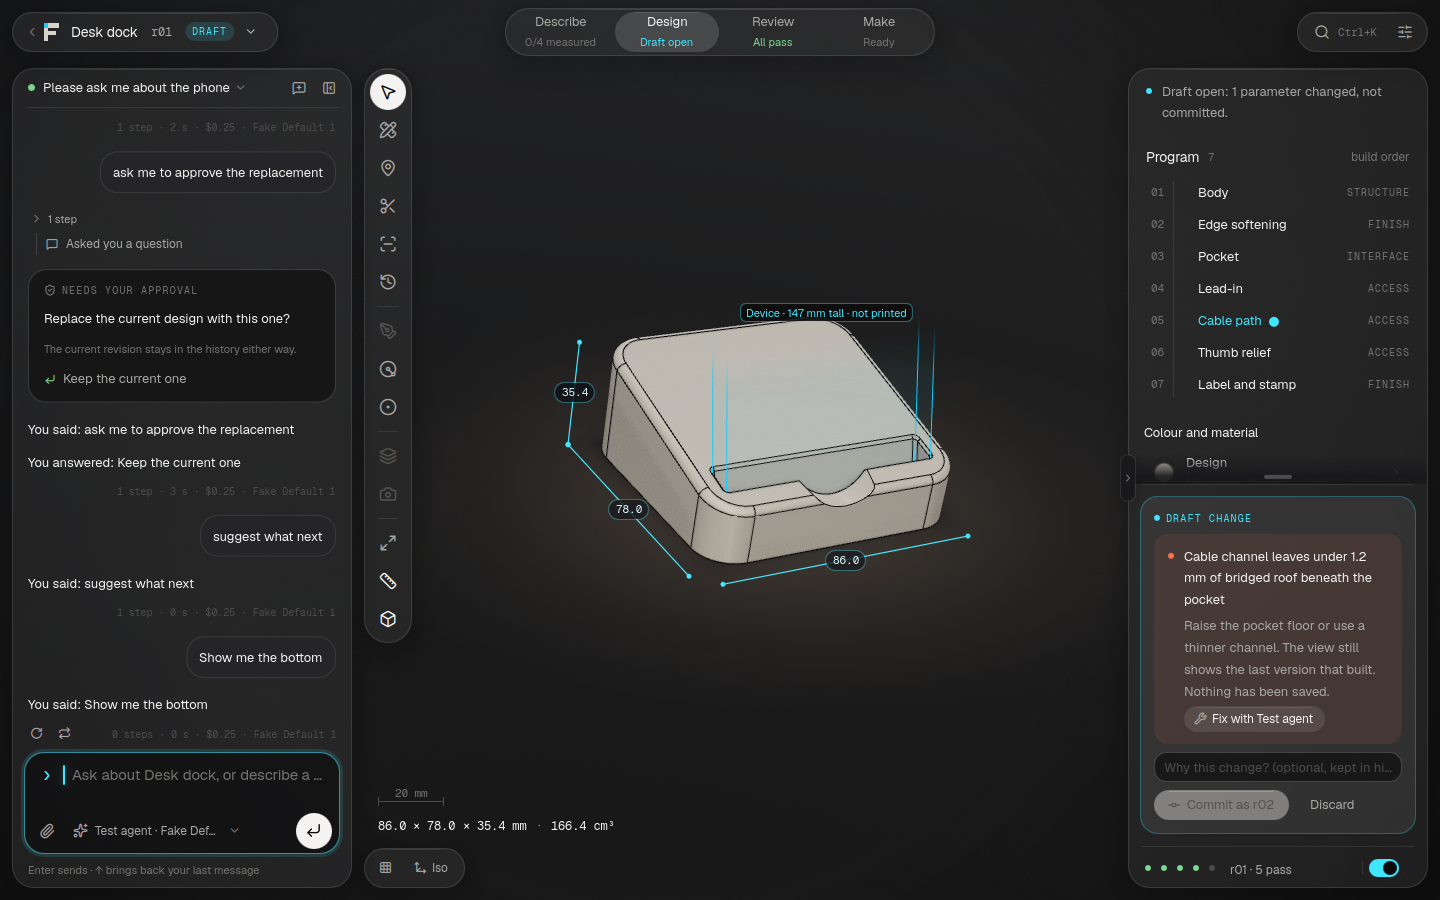 Desk dock r01 DRAFT
Describe
0/4 measured
Design
Draft open
Review
All pass
Make
Ready
Ctrl+K
Please ask me about the phone
1 step · 2 s · $0.25 · Fake Default 1
ask me to approve the replacement
1 step
Asked you a question
NEEDS YOUR APPROVAL
Replace the current design with this one?
The current revision stays in the history either way.
Keep the current one
You said: ask me to approve the replacement
You answered: Keep the current one
1 step · 3 s · $0.25 · Fake Default 1
suggest what next
You said: suggest what next
1 step · 0 s · $0.25 · Fake Default 1
Show me the bottom
You said: Show me the bottom
0 steps · 0 s · $0.25 · Fake Default 1
Ask about Desk dock, or describe a …
Test agent · Fake Def…
Enter sends · ↑ brings back your last message
Device · 147 mm tall · not printed
35.4
78.0
86.0
20 mm
86.0 × 78.0 × 35.4 mm · 166.4 cm³
Iso
Draft open: 1 parameter changed, not
committed.
Program 7 build order
01 Body STRUCTURE
02 Edge softening FINISH
03 Pocket INTERFACE
04 Lead-in ACCESS
05 Cable path ACCESS
06 Thumb relief ACCESS
07 Label and stamp FINISH
Colour and material
Design
DRAFT CHANGE
Cable channel leaves under 1.2
mm of bridged roof beneath the
pocket
Raise the pocket floor or use a
thinner channel. The view still
shows the last version that built.
Nothing has been saved.
Fix with Test agent
Why this change? (optional, kept in hi…
Commit as r02 Discard
r01 · 5 pass